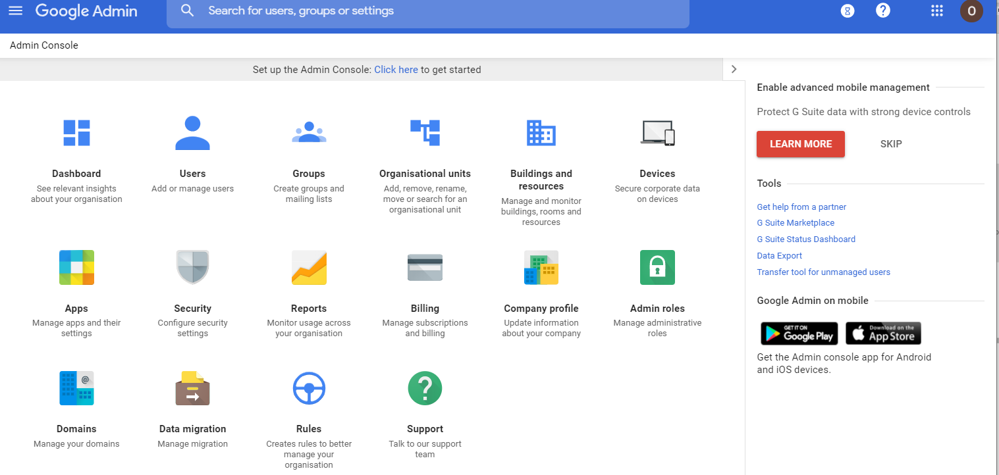 Google Admin
Search for users, groups or settings
O
Admin Console
Set up the Admin Console: Click here to get started
Dashboard
See relevant insights
about your organisation
Users
Add or manage users
Groups
Create groups and
mailing lists
Organisational units
Add, remove, rename,
move or search for an
organisational unit
Buildings and
resources
Manage and monitor
buildings, rooms and
resources
Devices
Secure corporate data
on devices
Apps
Manage apps and their
settings
Security
Configure security
settings
Reports
Monitor usage across
your organisation
Billing
Manage subscriptions
and billing
Company profile
Update information
about your company
Admin roles
Manage administrative
roles
@
Domains
Manage your domains
Data migration
Manage migration
Rules
Creates rules to better
manage your
organisation
?
Support
Talk to our support
team
Enable advanced mobile management
Protect G Suite data with strong device controls
LEARN MORE
SKIP
Tools
Get help from a partner
G Suite Marketplace
G Suite Status Dashboard
Data Export
Transfer tool for unmanaged users
Google Admin on mobile
GET IT ON
Google Play
Download on the
App Store
Get the Admin console app for Android
and iOS devices.